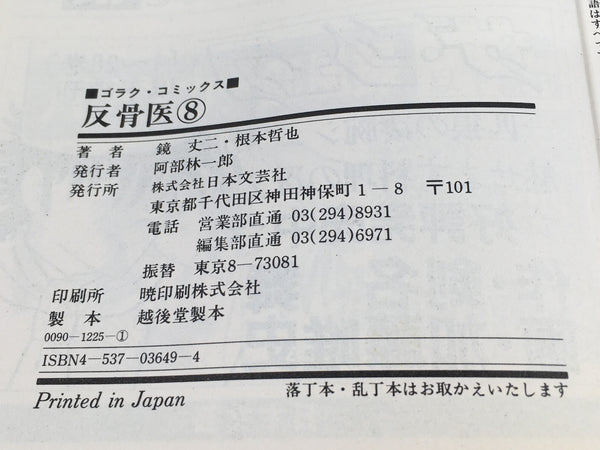 ■ゴラク・コミックス■
反骨医⑧
著者 鏡 丈二・根本哲也
発行者 阿部林一郎
発行所 株式会社日本文芸社
東京都千代田区神田神保町1－8 〒101
電話 営業部直通 03(294)8931
編集部直通 03(294)6971
振替 東京8－73081
印刷所 暁印刷株式会社
製本 越後堂製本
0090－1225－①
ISBN4－537－03649－4
Printed in Japan
落丁本・乱丁本はお取かえいたします